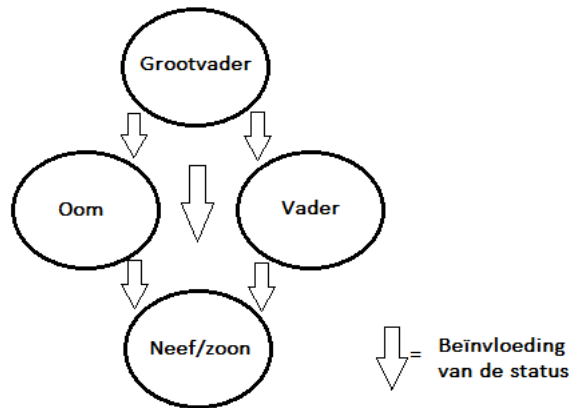 Grootvader
Oom
Vader
Neef/zoon
= Beïnvloeding
van de status